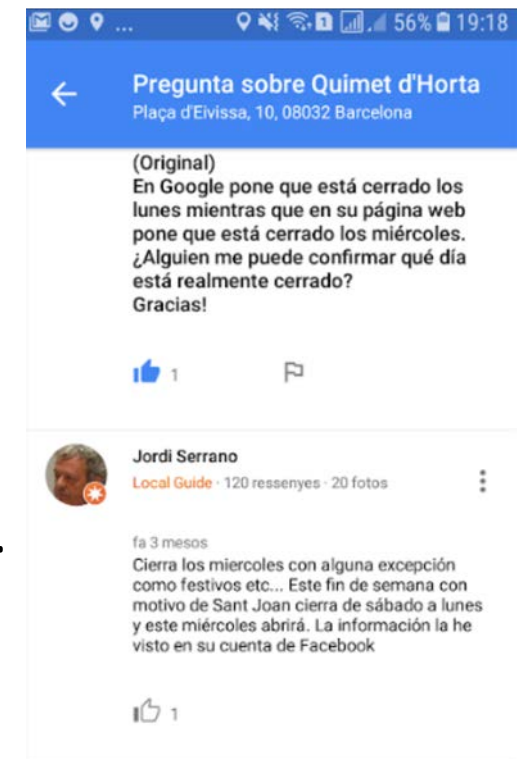 ... 1 56% 19:18
Pregunta sobre Quimet d'Horta
Plaça d'Eivissa, 10, 08032 Barcelona
(Original)
En Google pone que está cerrado los
lunes mientras que en su página web
pone que está cerrado los miércoles.
¿Alguien me puede confirmar qué día
está realmente cerrado?
Gracias!
1
Jordi Serrano
Local Guide · 120 ressenyes · 20 fotos
fa 3 mesos
Cierra los miercoles con alguna excepción
como festivos etc... Este fin de semana con
motivo de Sant Joan cierra de sábado a lunes
y este miércoles abrirá. La información la he
visto en su cuenta de Facebook
1